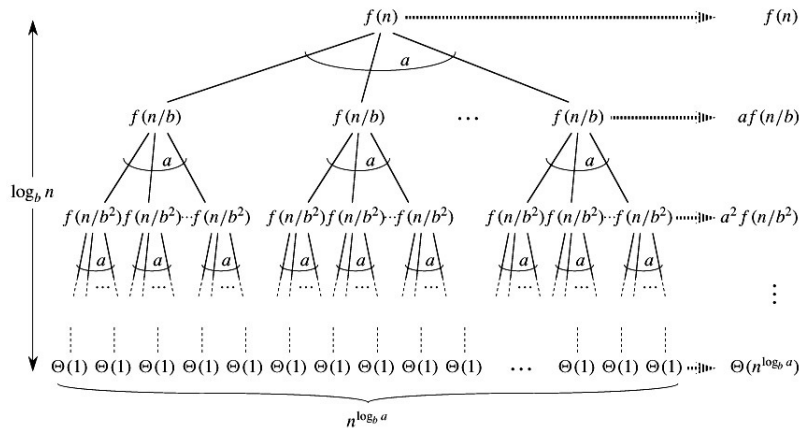 f(n) f(n)
a
f(n/b) f(n/b) ... f(n/b) af(n/b)
a a a
log_b n
f(n/b²) f(n/b²)...f(n/b²) f(n/b²) f(n/b²)...f(n/b²) f(n/b²) f(n/b²)...f(n/b²) a² f(n/b²)
a a a a a a a a a
... ... ... ... ... ... ... ... ...
⋮
Θ(1) Θ(1) Θ(1) Θ(1) Θ(1) Θ(1) Θ(1) Θ(1) Θ(1) Θ(1) ... Θ(1) Θ(1) Θ(1) Θ(n^{log_b a})
n^{log_b a}